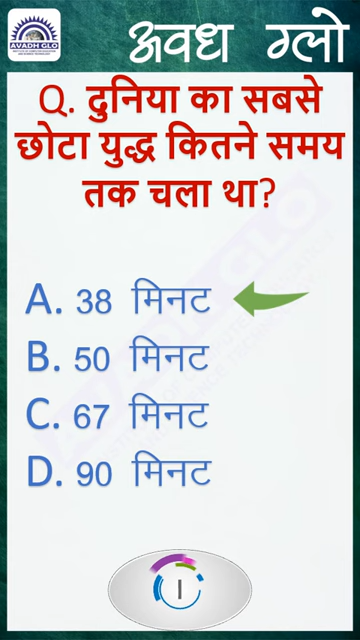 AVADH GLO
अवध ग्लो
Q. दुनिया का सबसे
छोटा युद्ध कितने समय
तक चला था?
A. 38 मिनट
B. 50 मिनट
C. 67 मिनट
D. 90 मिनट